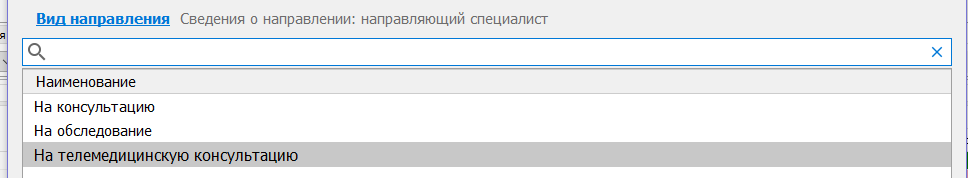 Вид направления Сведения о направлении: направляющий специалист
я
Наименование
На консультацию
На обследование
На телемедицинскую консультацию